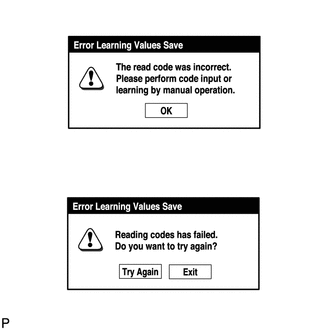 Error Learning Values Save
The read code was incorrect.
Please perform code input or
learning by manual operation.
OK
Error Learning Values Save
Reading codes has failed.
Do you want to try again?
Try Again Exit
P